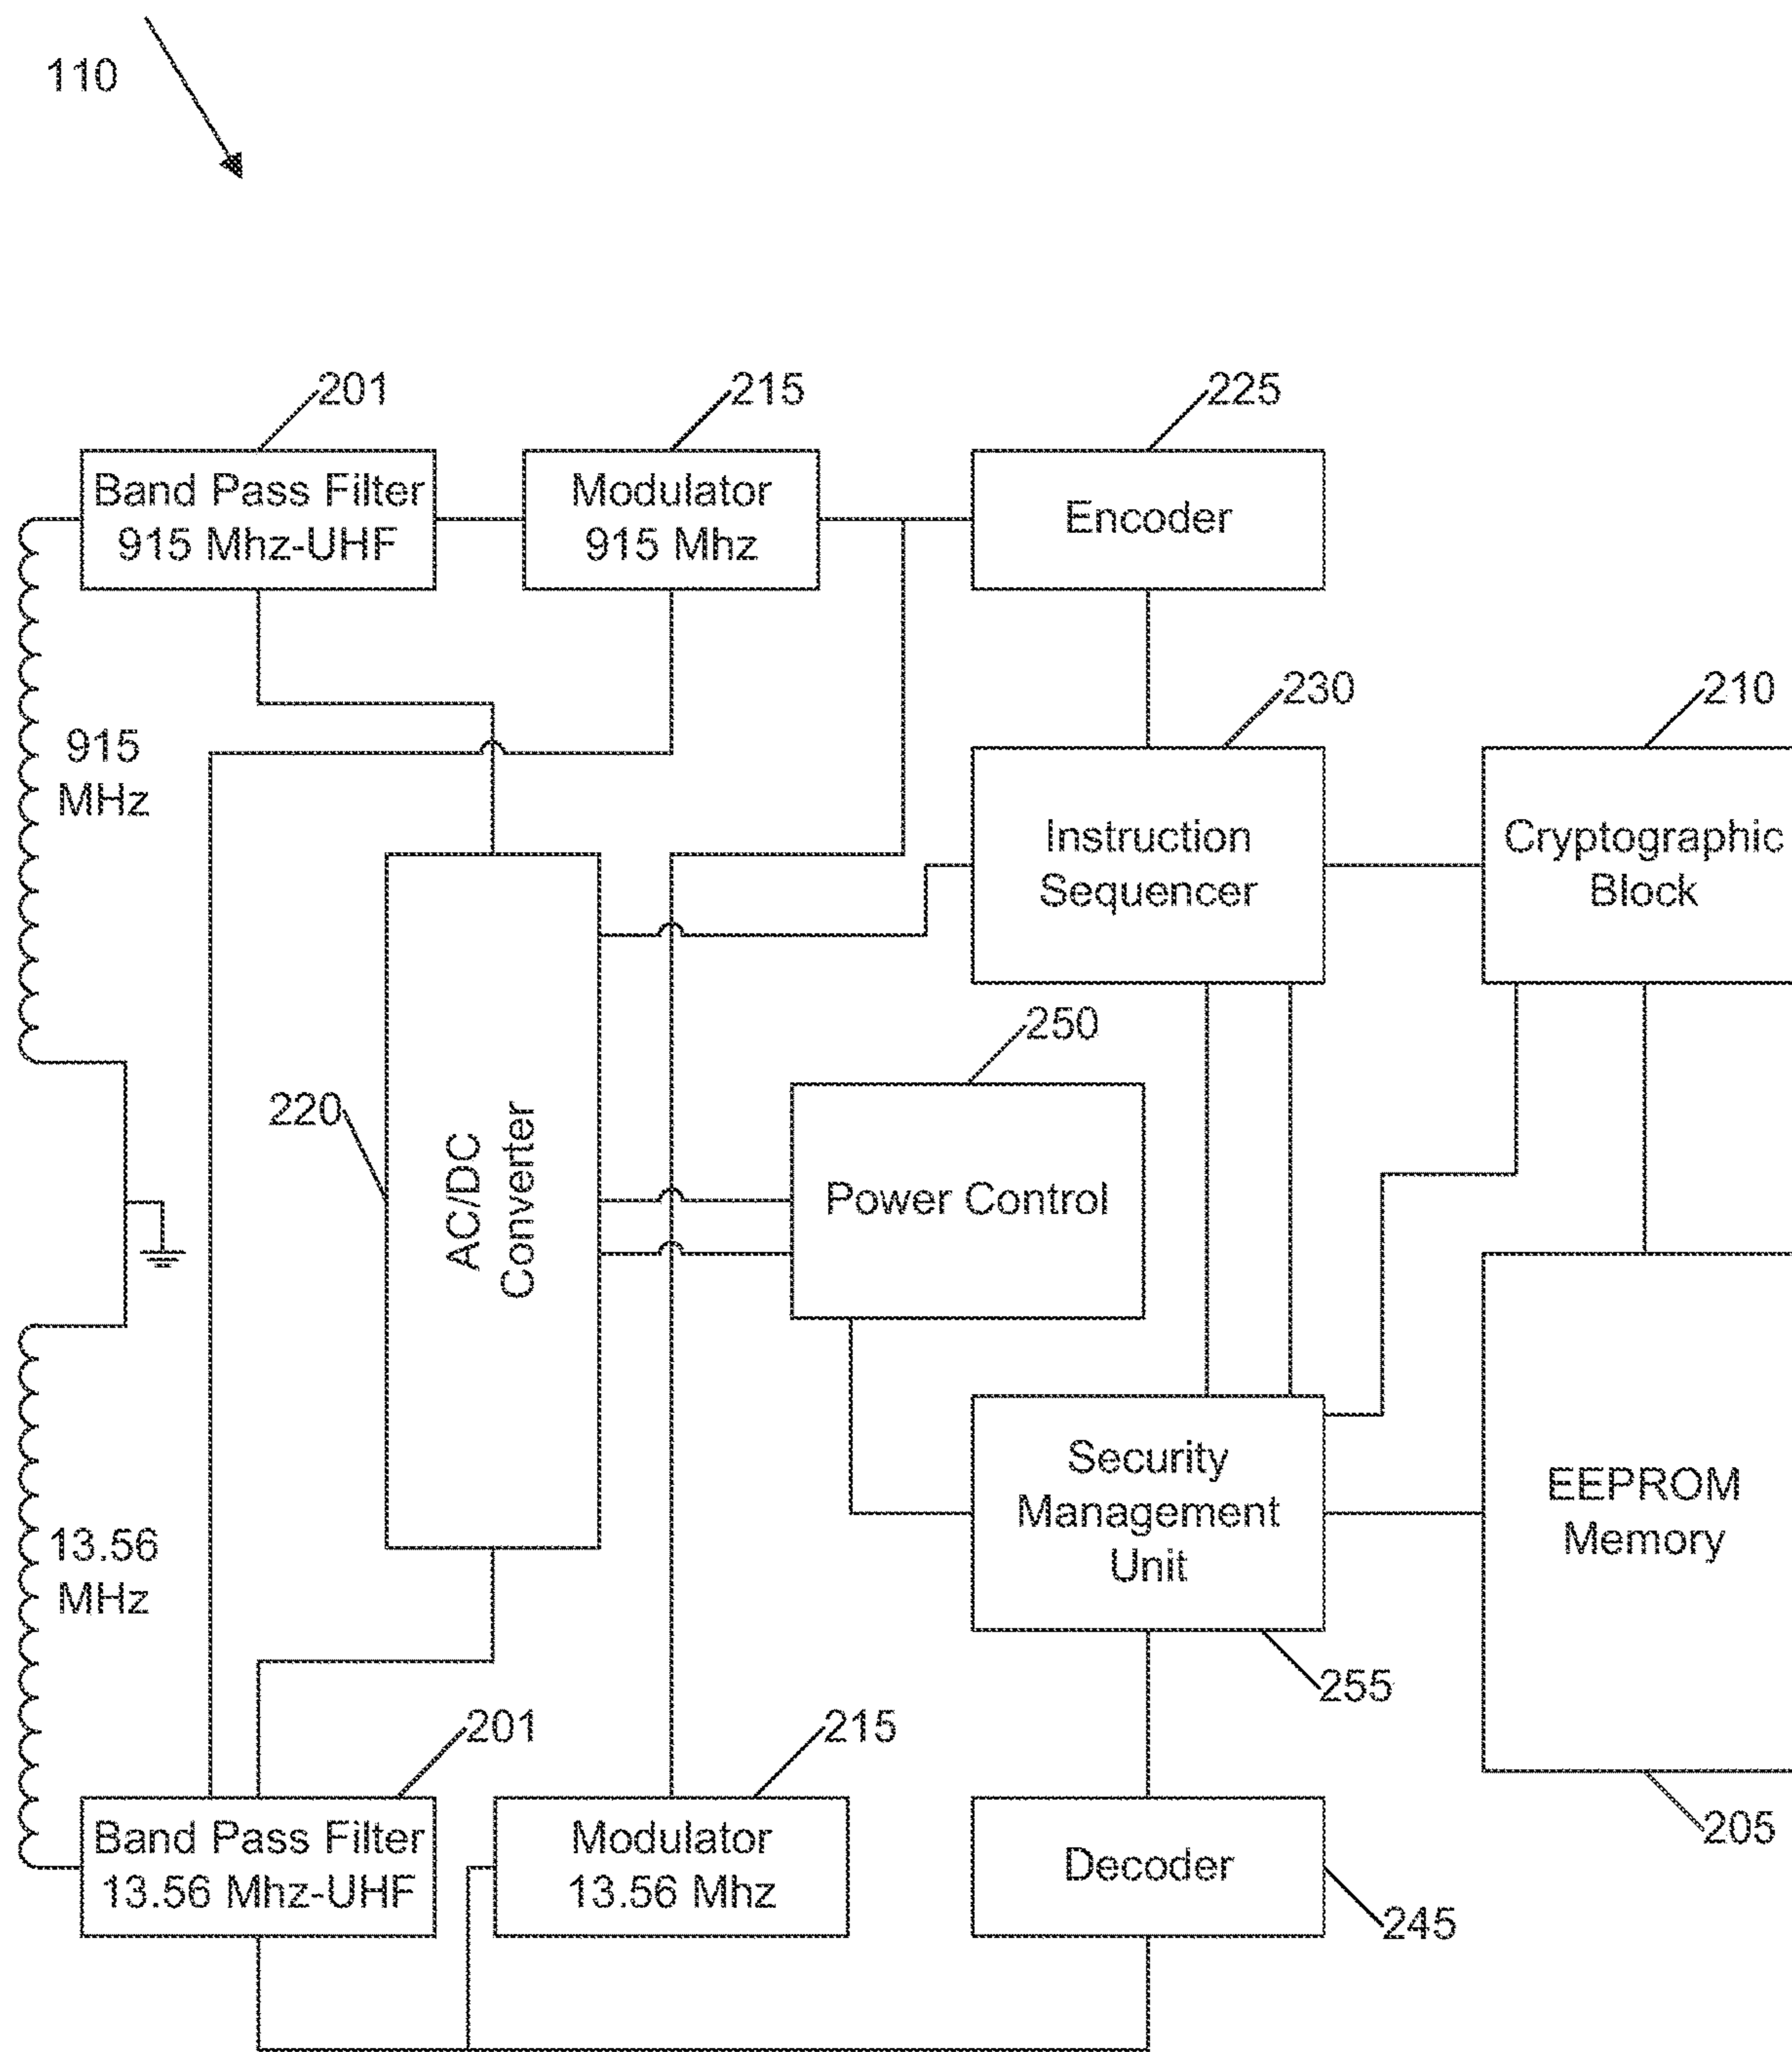 110
201
215
225
Band Pass Filter
915 Mhz-UHF
Modulator
915 Mhz
Encoder
230
210
915
MHz
Instruction
Sequencer
Cryptographic
Block
250
220
AC/DC
Converter
Power Control
13.56
MHz
Security
Management
Unit
EEPROM
Memory
255
201
215
205
Band Pass Filter
13.56 Mhz-UHF
Modulator
13.56 Mhz
Decoder
245